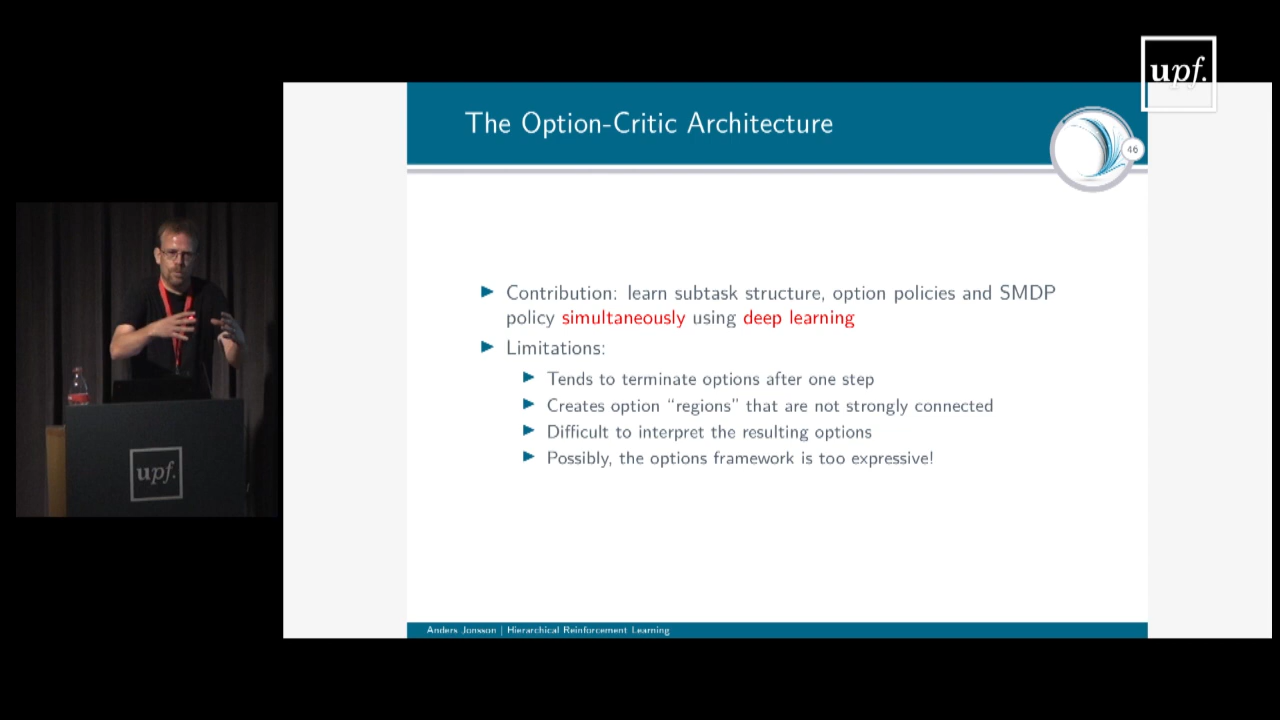 upf.
The Option-Critic Architecture
46
Contribution: learn subtask structure, option policies and SMDP
policy simultaneously using deep learning
Limitations:
Tends to terminate options after one step
Creates option “regions” that are not strongly connected
Difficult to interpret the resulting options
Possibly, the options framework is too expressive!
upf.
Anders Jonsson | Hierarchical Reinforcement Learning